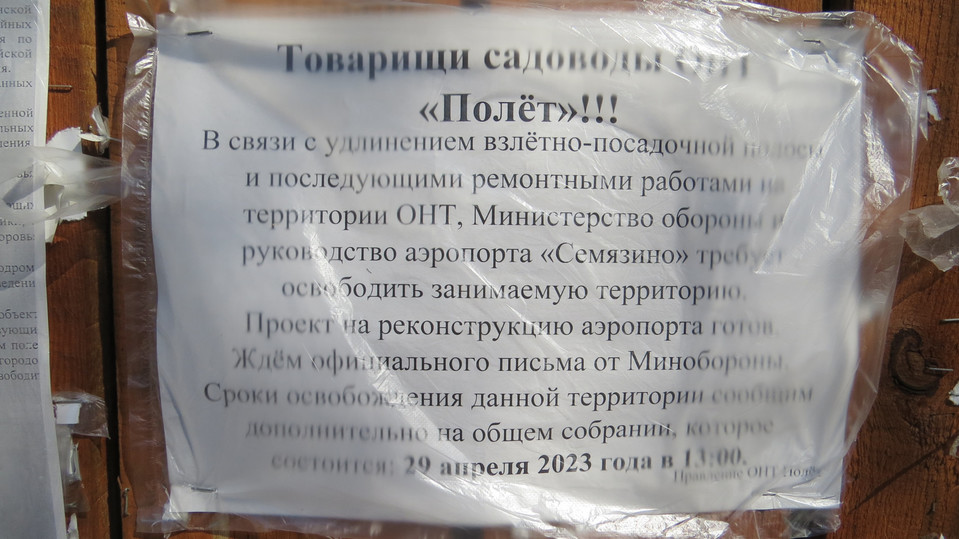 Товарищи садоводы ОНТ
«Полёт»!!!
В связи с удлинением взлётно-посадочной полосы
и последующими ремонтными работами на
территории ОНТ, Министерство обороны и
руководство аэропорта «Семязино» требует
освободить занимаемую территорию.
Проект на реконструкцию аэропорта готов.
Ждём официального письма от Минобороны.
Сроки освобождения данной территории сообщим
дополнительно на общем собрании, которое
состоится: 29 апреля 2023 года в 13:00.
Правление ОНТ «Полёт»